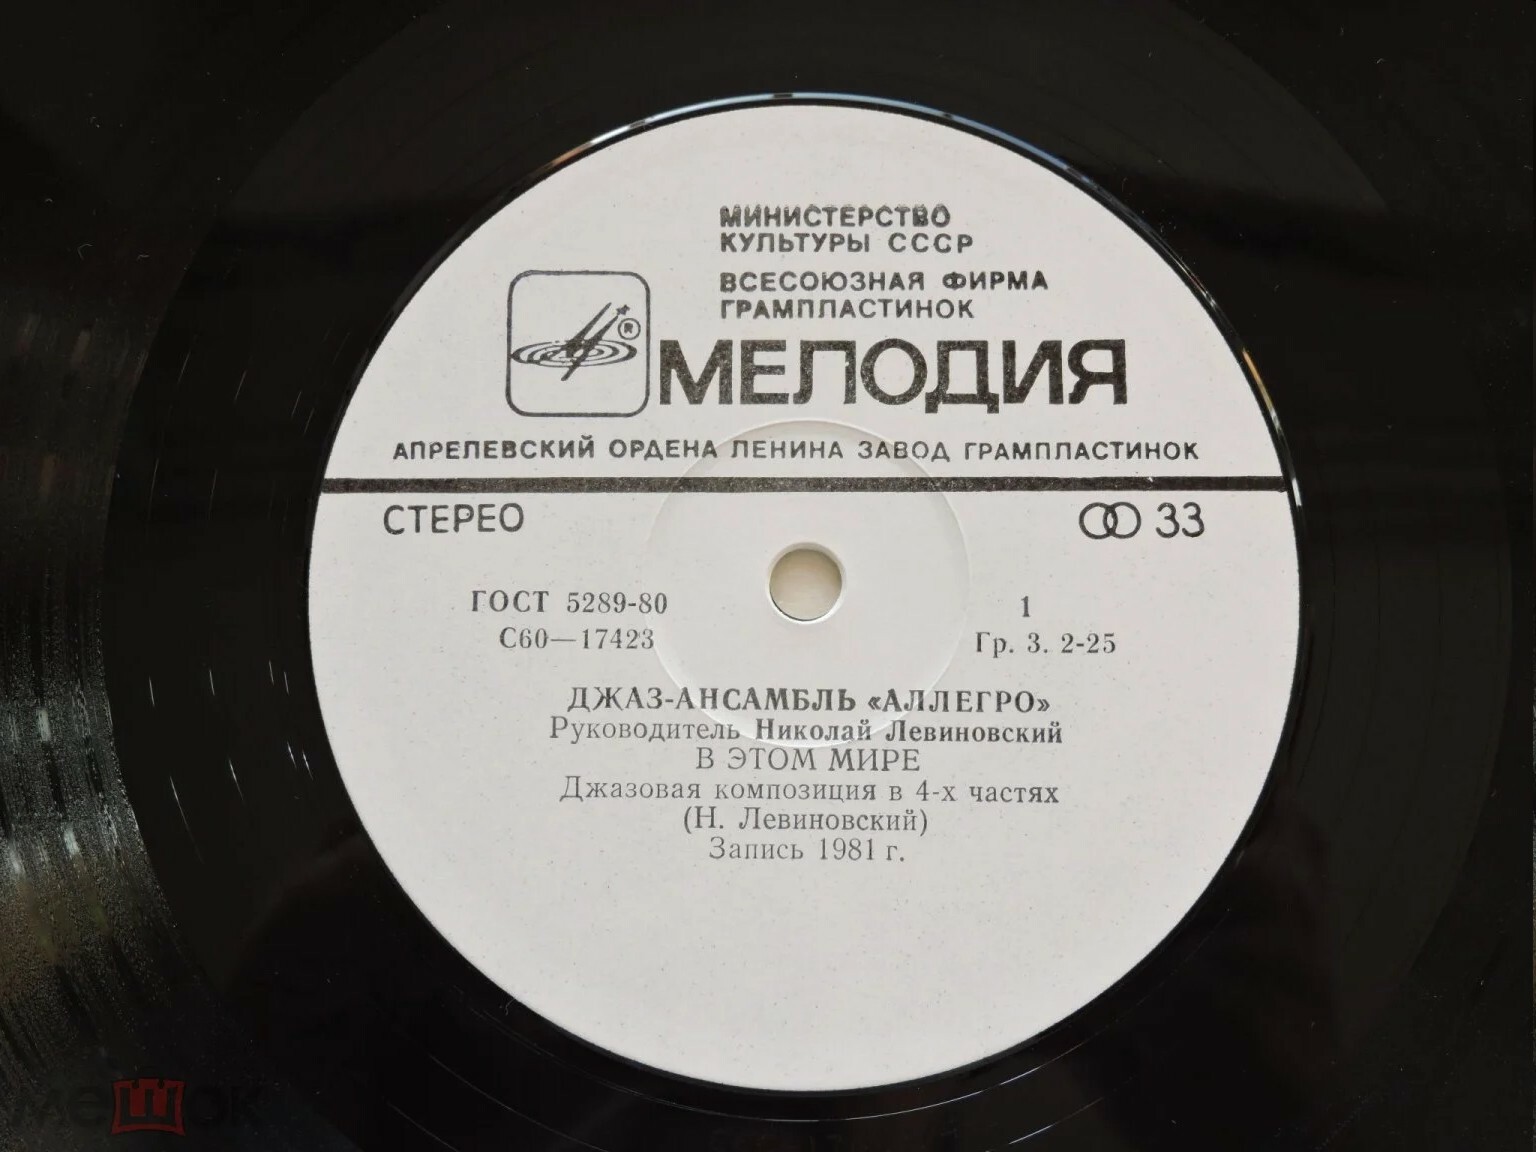 МИНИСТЕРСТВО
КУЛЬТУРЫ СССР
ВСЕСОЮЗНАЯ ФИРМА
ГРАМПЛАСТИНОК
®
МЕЛОДИЯ
АПРЕЛЕВСКИЙ ОРДЕНА ЛЕНИНА ЗАВОД ГРАМПЛАСТИНОК
СТЕРЕО 33
ГОСТ 5289-80 1
С60—17423 Гр. 3. 2-25
ДЖАЗ-АНСАМБЛЬ «АЛЛЕГРО»
Руководитель Николай Левиновский
В ЭТОМ МИРЕ
Джазовая композиция в 4-х частях
(Н. Левиновский)
Запись 1981 г.
мешок